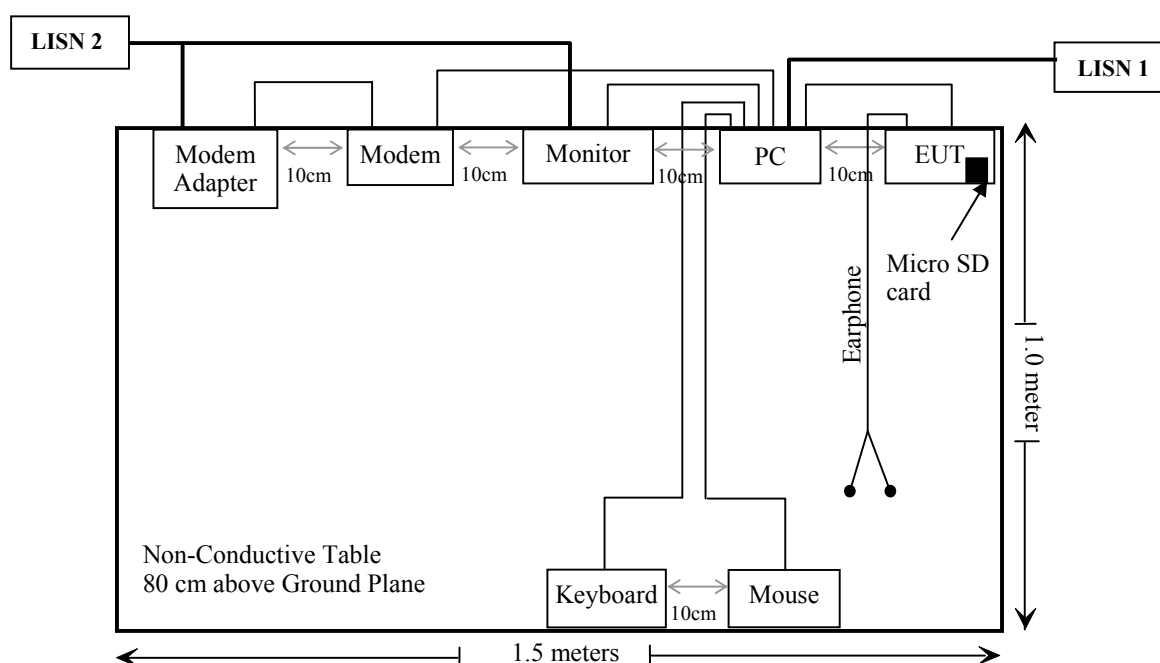 LISN 2
LISN 1
Modem
Adapter
10cm
Modem
10cm
Monitor
10cm
PC
10cm
EUT
Micro SD
card
Earphone
1.0 meter
Non-Conductive Table
80 cm above Ground Plane
Keyboard
10cm
Mouse
1.5 meters